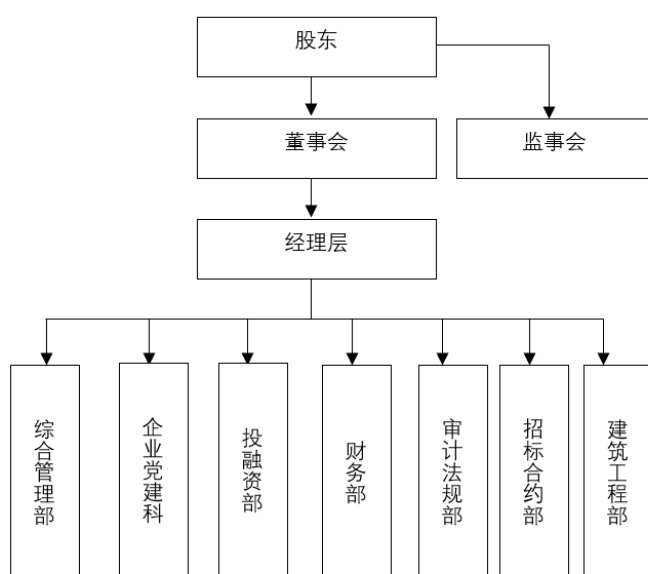 股东
董事会
监事会
经理层
综合管理部
企业党建科
投融资部
财务部
审计法规部
招标合约部
建筑工程部